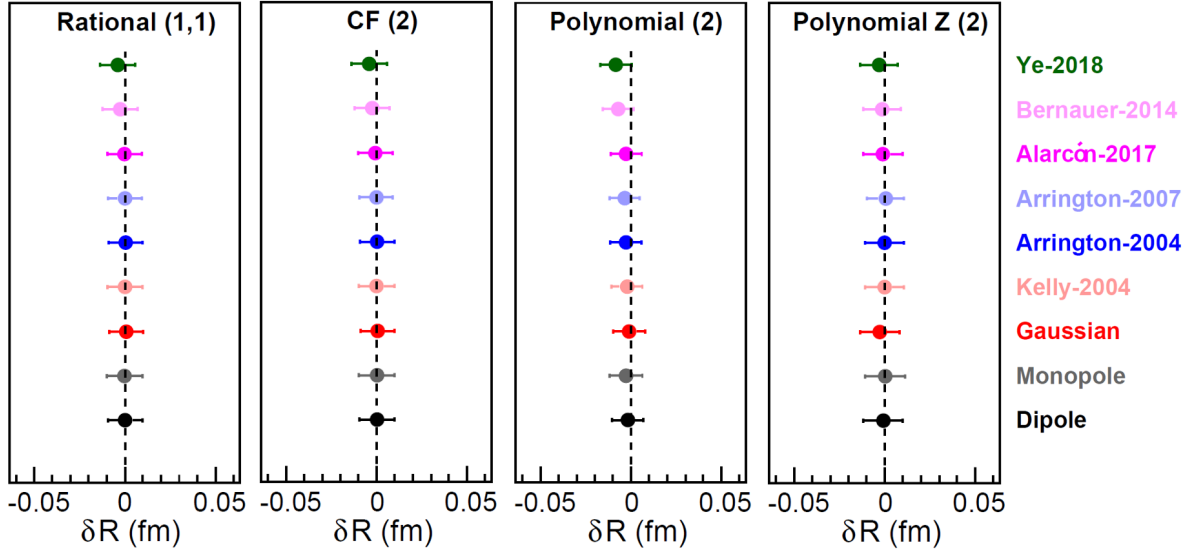 Rational (1,1)
CF (2)
Polynomial (2)
Polynomial Z (2)
Ye-2018
Bernauer-2014
Alarcón-2017
Arrington-2007
Arrington-2004
Kelly-2004
Gaussian
Monopole
Dipole
-0.05 0 0.05
-0.05 0 0.05
-0.05 0 0.05
-0.05 0 0.05
δR (fm)
δR (fm)
δR (fm)
δR (fm)